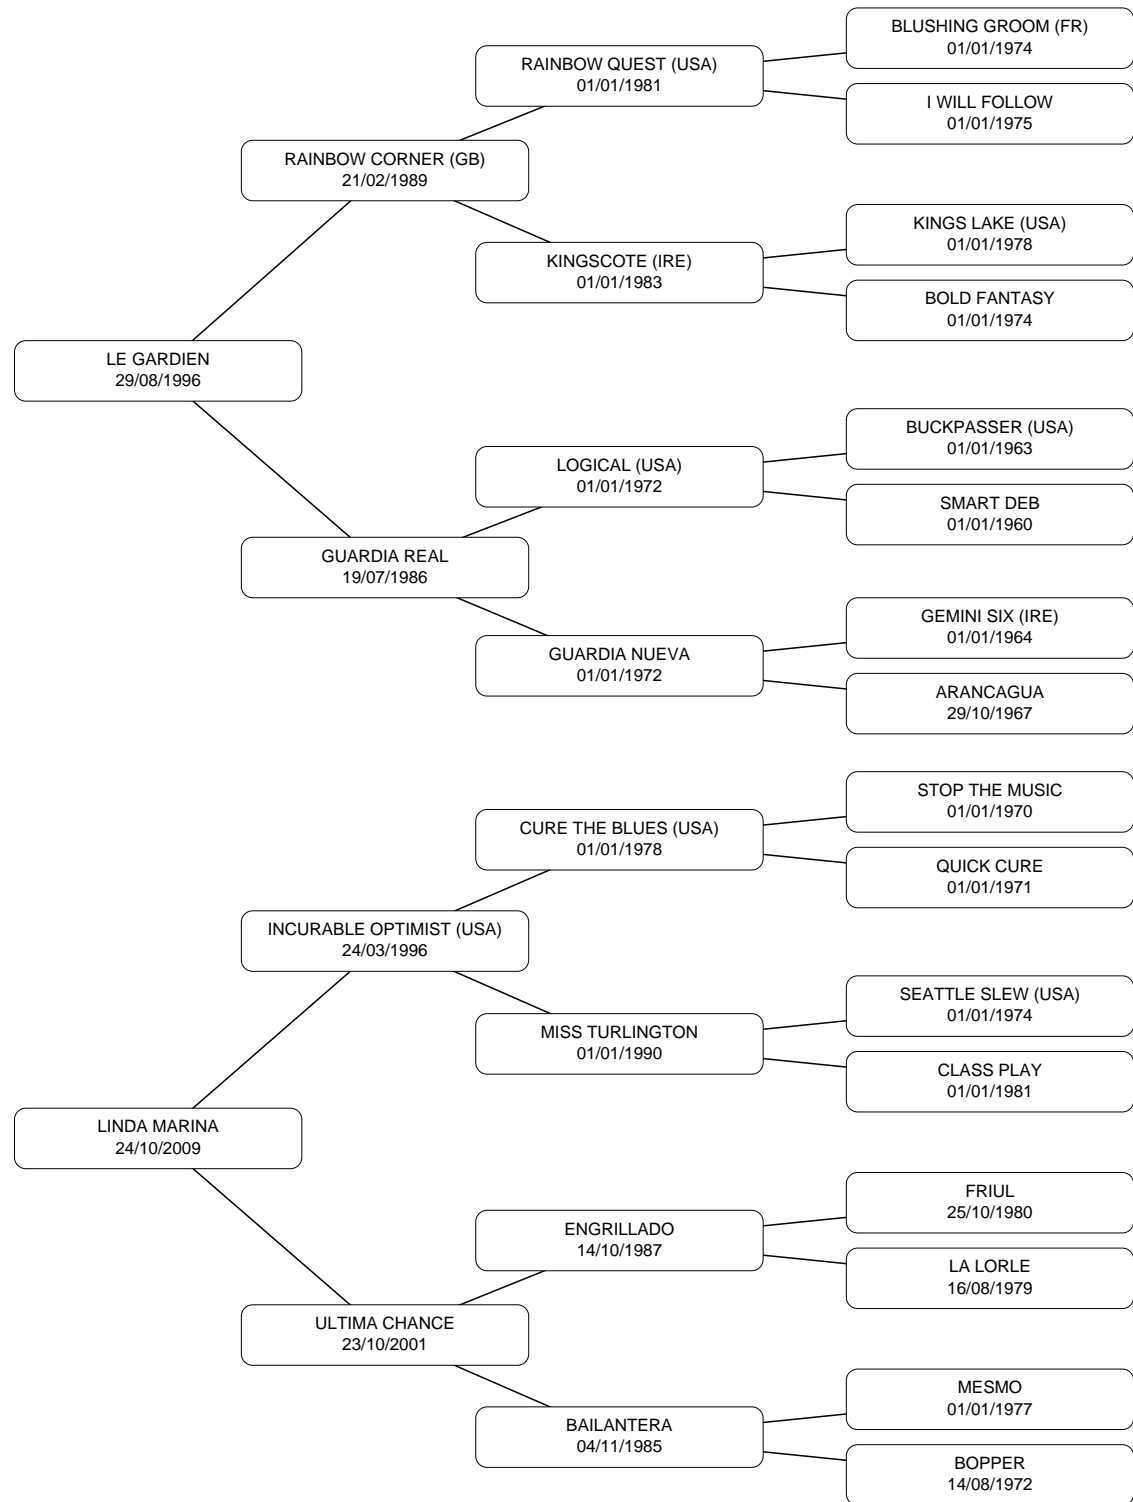 BLUSHING GROOM (FR)
01/01/1974
RAINBOW QUEST (USA)
01/01/1981
I WILL FOLLOW
01/01/1975
RAINBOW CORNER (GB)
21/02/1989
KINGS LAKE (USA)
01/01/1978
KINGSCOTE (IRE)
01/01/1983
BOLD FANTASY
01/01/1974
LE GARDIEN
29/08/1996
BUCKPASSER (USA)
01/01/1963
LOGICAL (USA)
01/01/1972
SMART DEB
01/01/1960
GUARDIA REAL
19/07/1986
GEMINI SIX (IRE)
01/01/1964
GUARDIA NUEVA
01/01/1972
ARANCAGUA
29/10/1967
STOP THE MUSIC
01/01/1970
CURE THE BLUES (USA)
01/01/1978
QUICK CURE
01/01/1971
INCURABLE OPTIMIST (USA)
24/03/1996
SEATTLE SLEW (USA)
01/01/1974
MISS TURLINGTON
01/01/1990
CLASS PLAY
01/01/1981
LINDA MARINA
24/10/2009
FRIUL
25/10/1980
ENGRILLADO
14/10/1987
LA LORLE
16/08/1979
ULTIMA CHANCE
23/10/2001
MESMO
01/01/1977
BAILANTERA
04/11/1985
BOPPER
14/08/1972